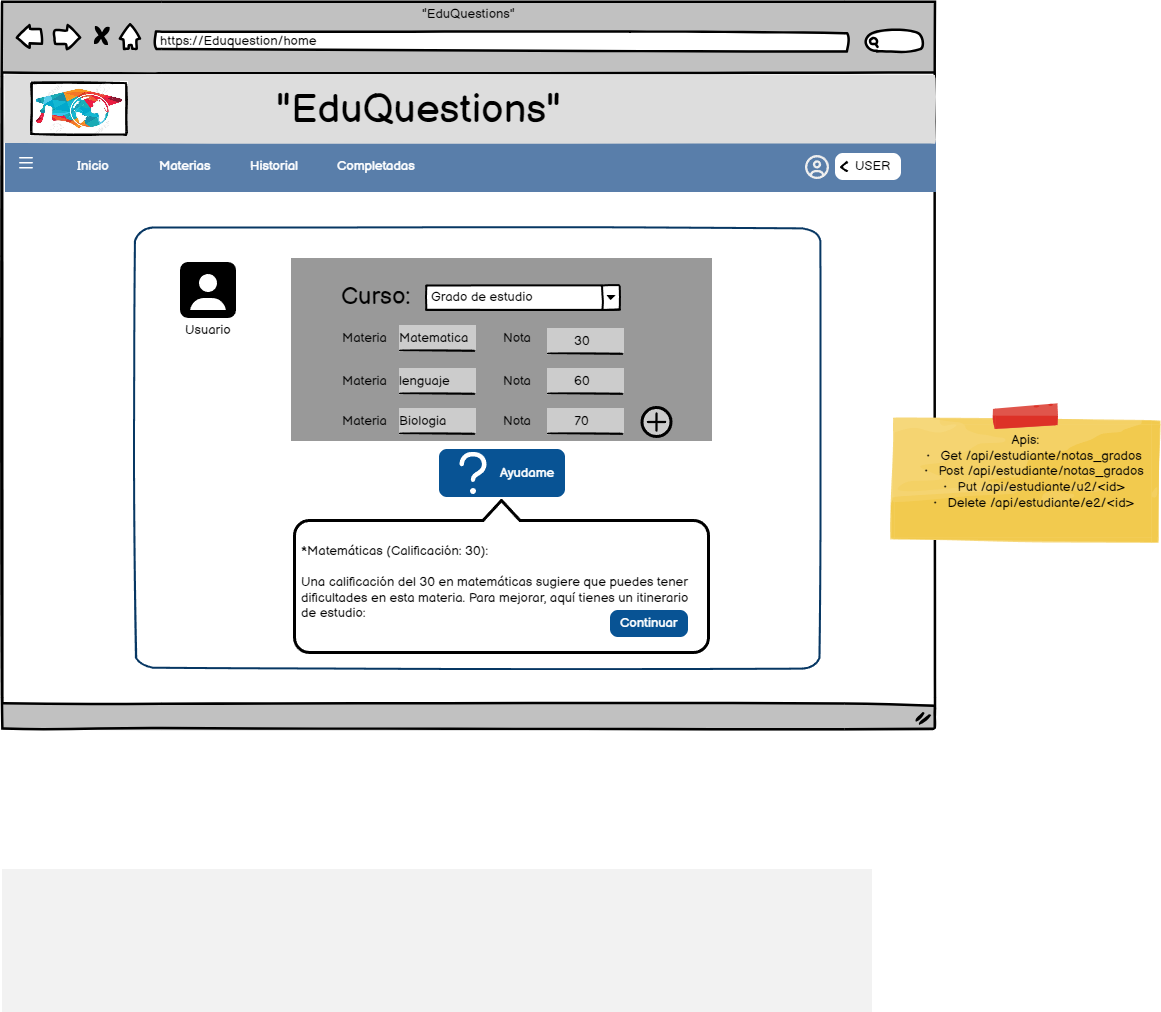 "EduQuestions"
https://Eduquestion/home
"EduQuestions"
Inicio Materias Historial Completadas USER
Usuario
Curso: Grado de estudio
Materia Matematica Nota 30
Materia lenguaje Nota 60
Materia Biologia Nota 70
? Ayudame
*Matemáticas (Calificación: 30):
Una calificación del 30 en matemáticas sugiere que puedes tener
dificultades en esta materia. Para mejorar, aquí tienes un itinerario
de estudio:
Continuar
Apis:
· Get /api/estudiante/notas_grados
· Post /api/estudiante/notas_grados
· Put /api/estudiante/u2/<id>
· Delete /api/estudiante/e2/<id>